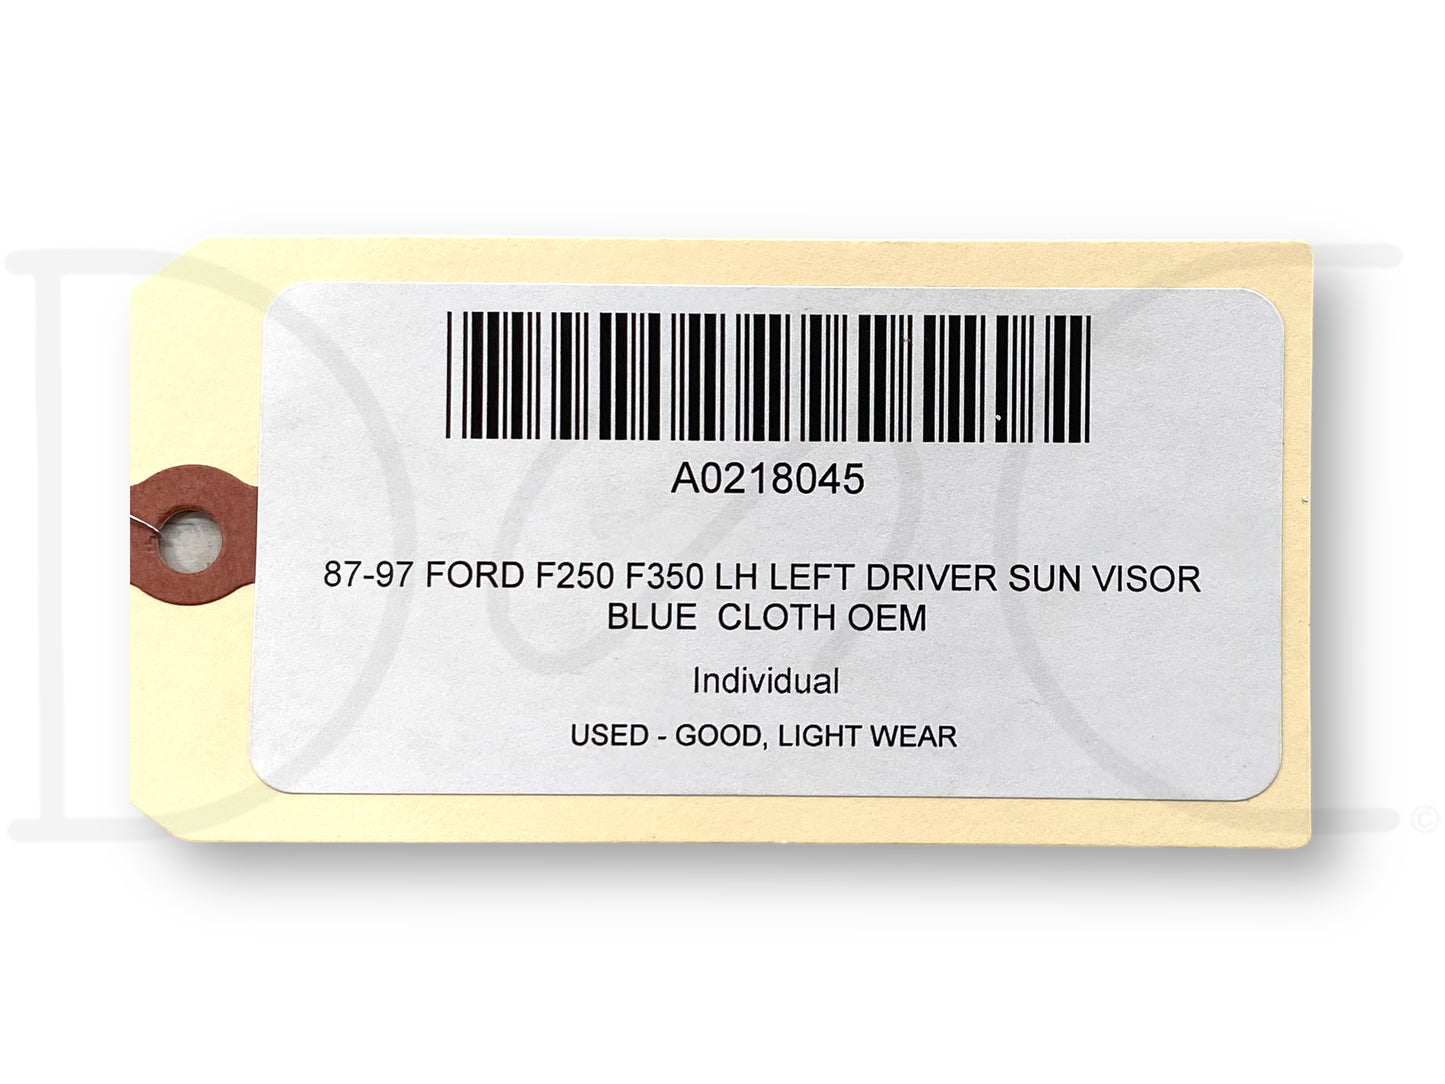 A0218045
87-97 FORD F250 F350 LH LEFT DRIVER SUN VISOR
BLUE  CLOTH OEM
Individual
USED - GOOD, LIGHT WEAR
©